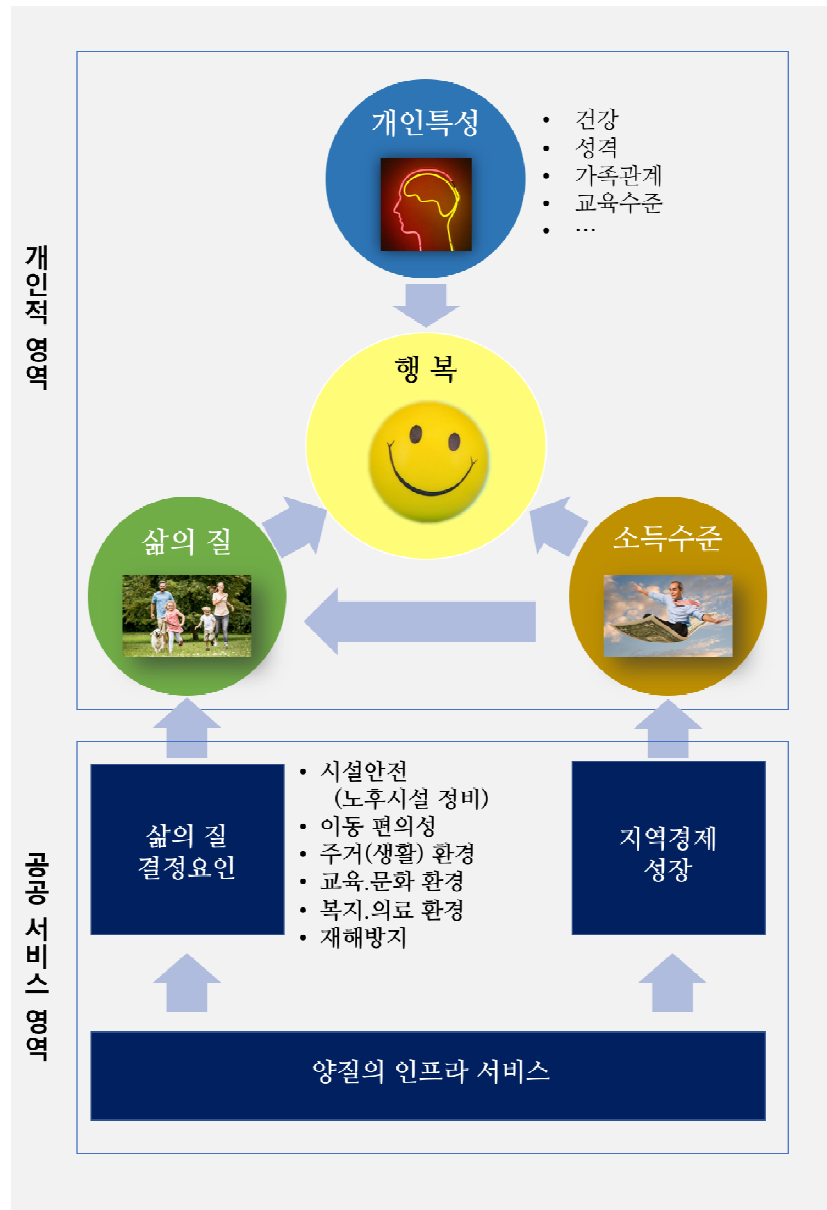 개인적 영역
개인특성
• 건강
• 성격
• 가족관계
• 교육수준
• …
행 복
삶의 질
소득수준
공공 서비스 영역
삶의 질
결정요인
• 시설안전
(노후시설 정비)
• 이동 편의성
• 주거(생활) 환경
• 교육.문화 환경
• 복지.의료 환경
• 재해방지
지역경제
성장
양질의 인프라 서비스